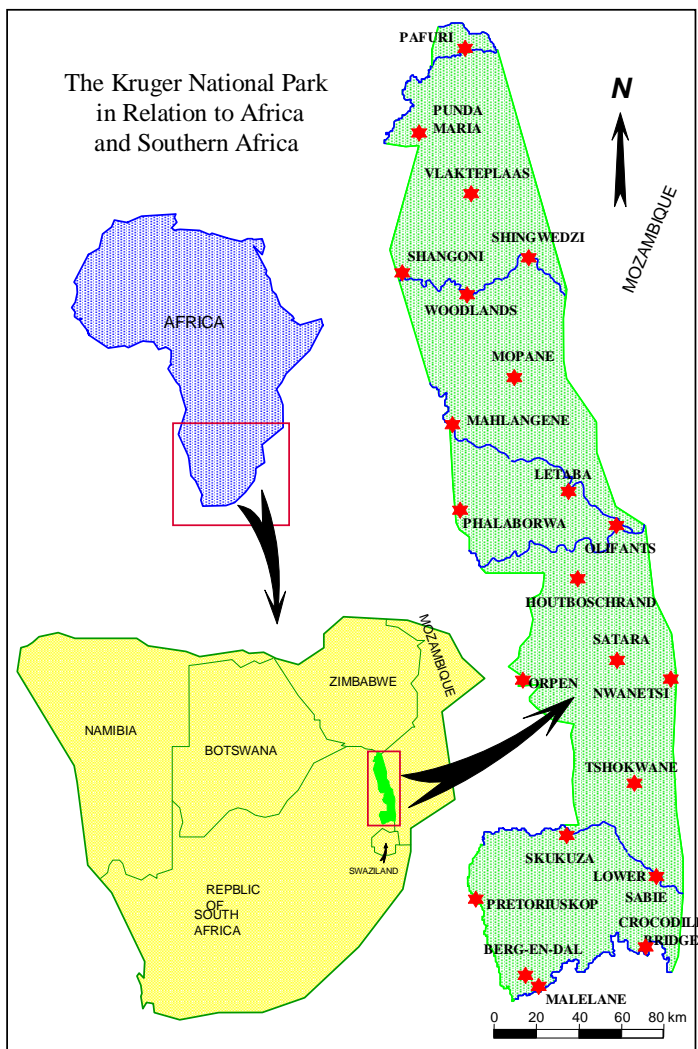 The Kruger National Park
in Relation to Africa
and Southern Africa
PAFURI
N
PUNDA
MARIA
VLAKTEPLAAS
MOZAMBIQUE
SHINGWEDZI
SHANGONI
WOODLANDS
AFRICA
MOPANE
MAHLANGENE
LETABA
PHALABORWA
OLIFANTS
HOUTBOSCHRAND
SATARA
ORPEN
NWANETSI
MOZAMBIQUE
ZIMBABWE
NAMIBIA
BOTSWANA
TSHOKWANE
SKUKUZA
SWAZILAND
LOWER
SABIE
REPBLIC
OF
SOUTH
AFRICA
PRETORIUSKOP
CROCODILE
BRIDGE
BERG-EN-DAL
MALELANE
0 20 40 60 80 km